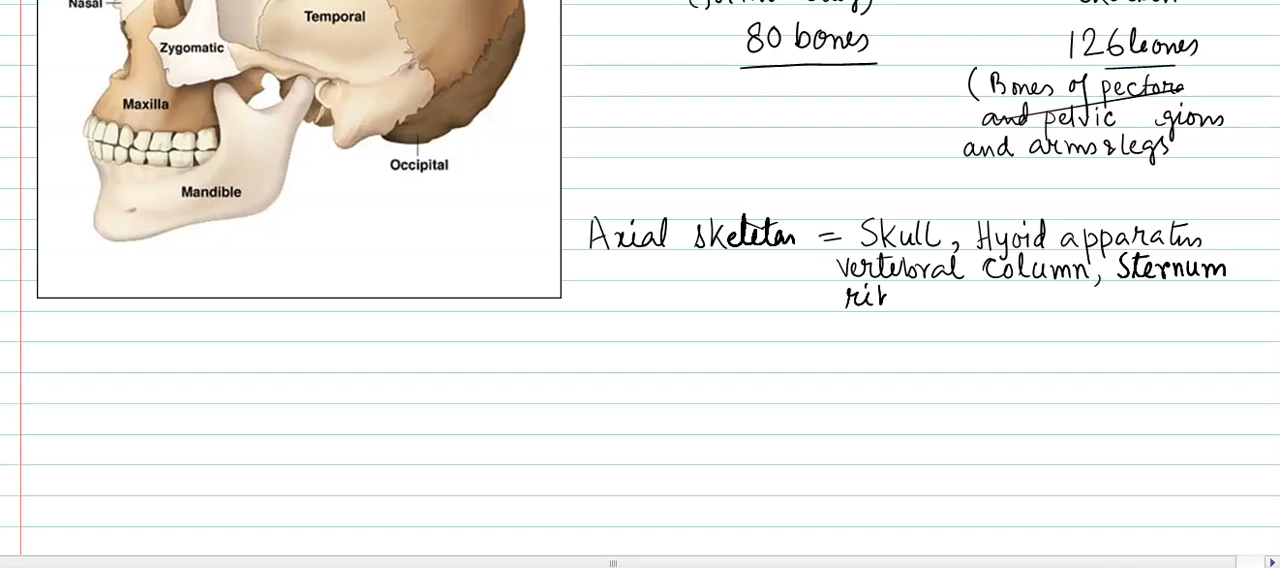 Nasal
Temporal
Zygomatic
Maxilla
Occipital
Mandible
80 bones
126 bones
(Bones of pectora
and pelvic gions
and arms & legs
Axial skeleton = Skull, Hyoid apparatus
vertebral column, Sternum
rib